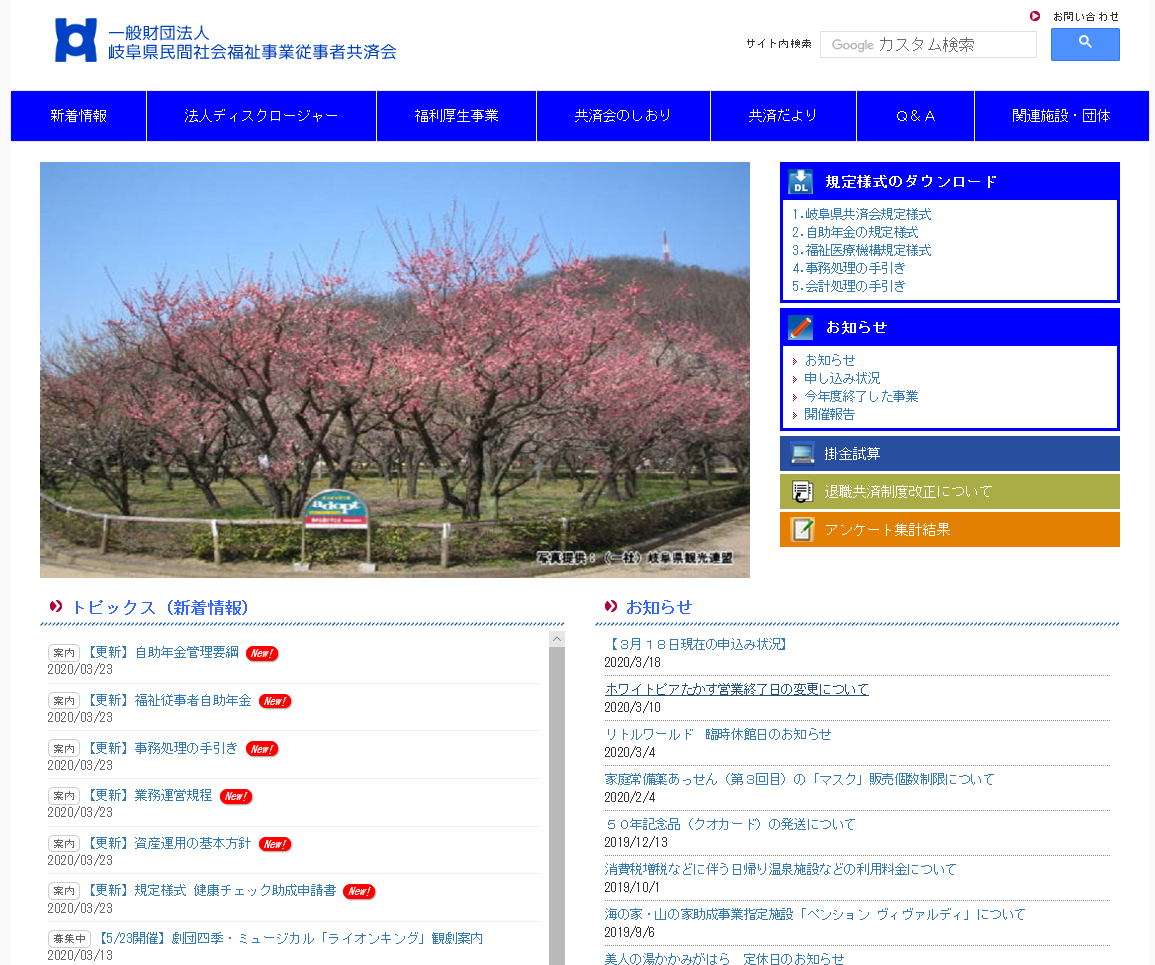 一般財団法人
岐阜県民間社会福祉事業従事者共済会
お問い合わせ
サイト内検索
Google カスタム検索
新着情報
法人ディスクロージャー
福利厚生事業
共済会のしおり
共済だより
Q&A
関連施設・団体
adopt
写真提供：（一社）岐阜県観光連盟
DL 規定様式のダウンロード
1.岐阜県共済会規定様式
2.自助年金の規定様式
3.福祉医療機構規定様式
4.事務処理の手引き
5.会計処理の手引き
お知らせ
お知らせ
申し込み状況
今年度終了した事業
開催報告
掛金試算
退職共済制度改正について
アンケート集計結果
トピックス（新着情報）
案内 【更新】自助年金管理要綱 New!
2020/03/23
案内 【更新】福祉従事者自助年金 New!
2020/03/23
案内 【更新】事務処理の手引き New!
2020/03/23
案内 【更新】業務運営規程 New!
2020/03/23
案内 【更新】資産運用の基本方針 New!
2020/03/23
案内 【更新】規定様式 健康チェック助成申請書 New!
2020/03/23
募集中 【5/23開催】劇団四季・ミュージカル「ライオンキング」観劇案内
2020/03/13
お知らせ
【３月１８日現在の申込み状況】
2020/3/18
ホワイトピアたかす営業終了日の変更について
2020/3/10
リトルワールド　臨時休館日のお知らせ
2020/3/4
家庭常備薬あっせん（第３回目）の「マスク」販売個数制限について
2020/2/4
５０年記念品（クオカード）の発送について
2019/12/13
消費税増税などに伴う日帰り温泉施設などの利用料金について
2019/10/1
海の家・山の家助成事業指定施設「ペンション ヴィヴァルディ」について
2019/9/6
美人の湯かかみがはら　定休日のお知らせ